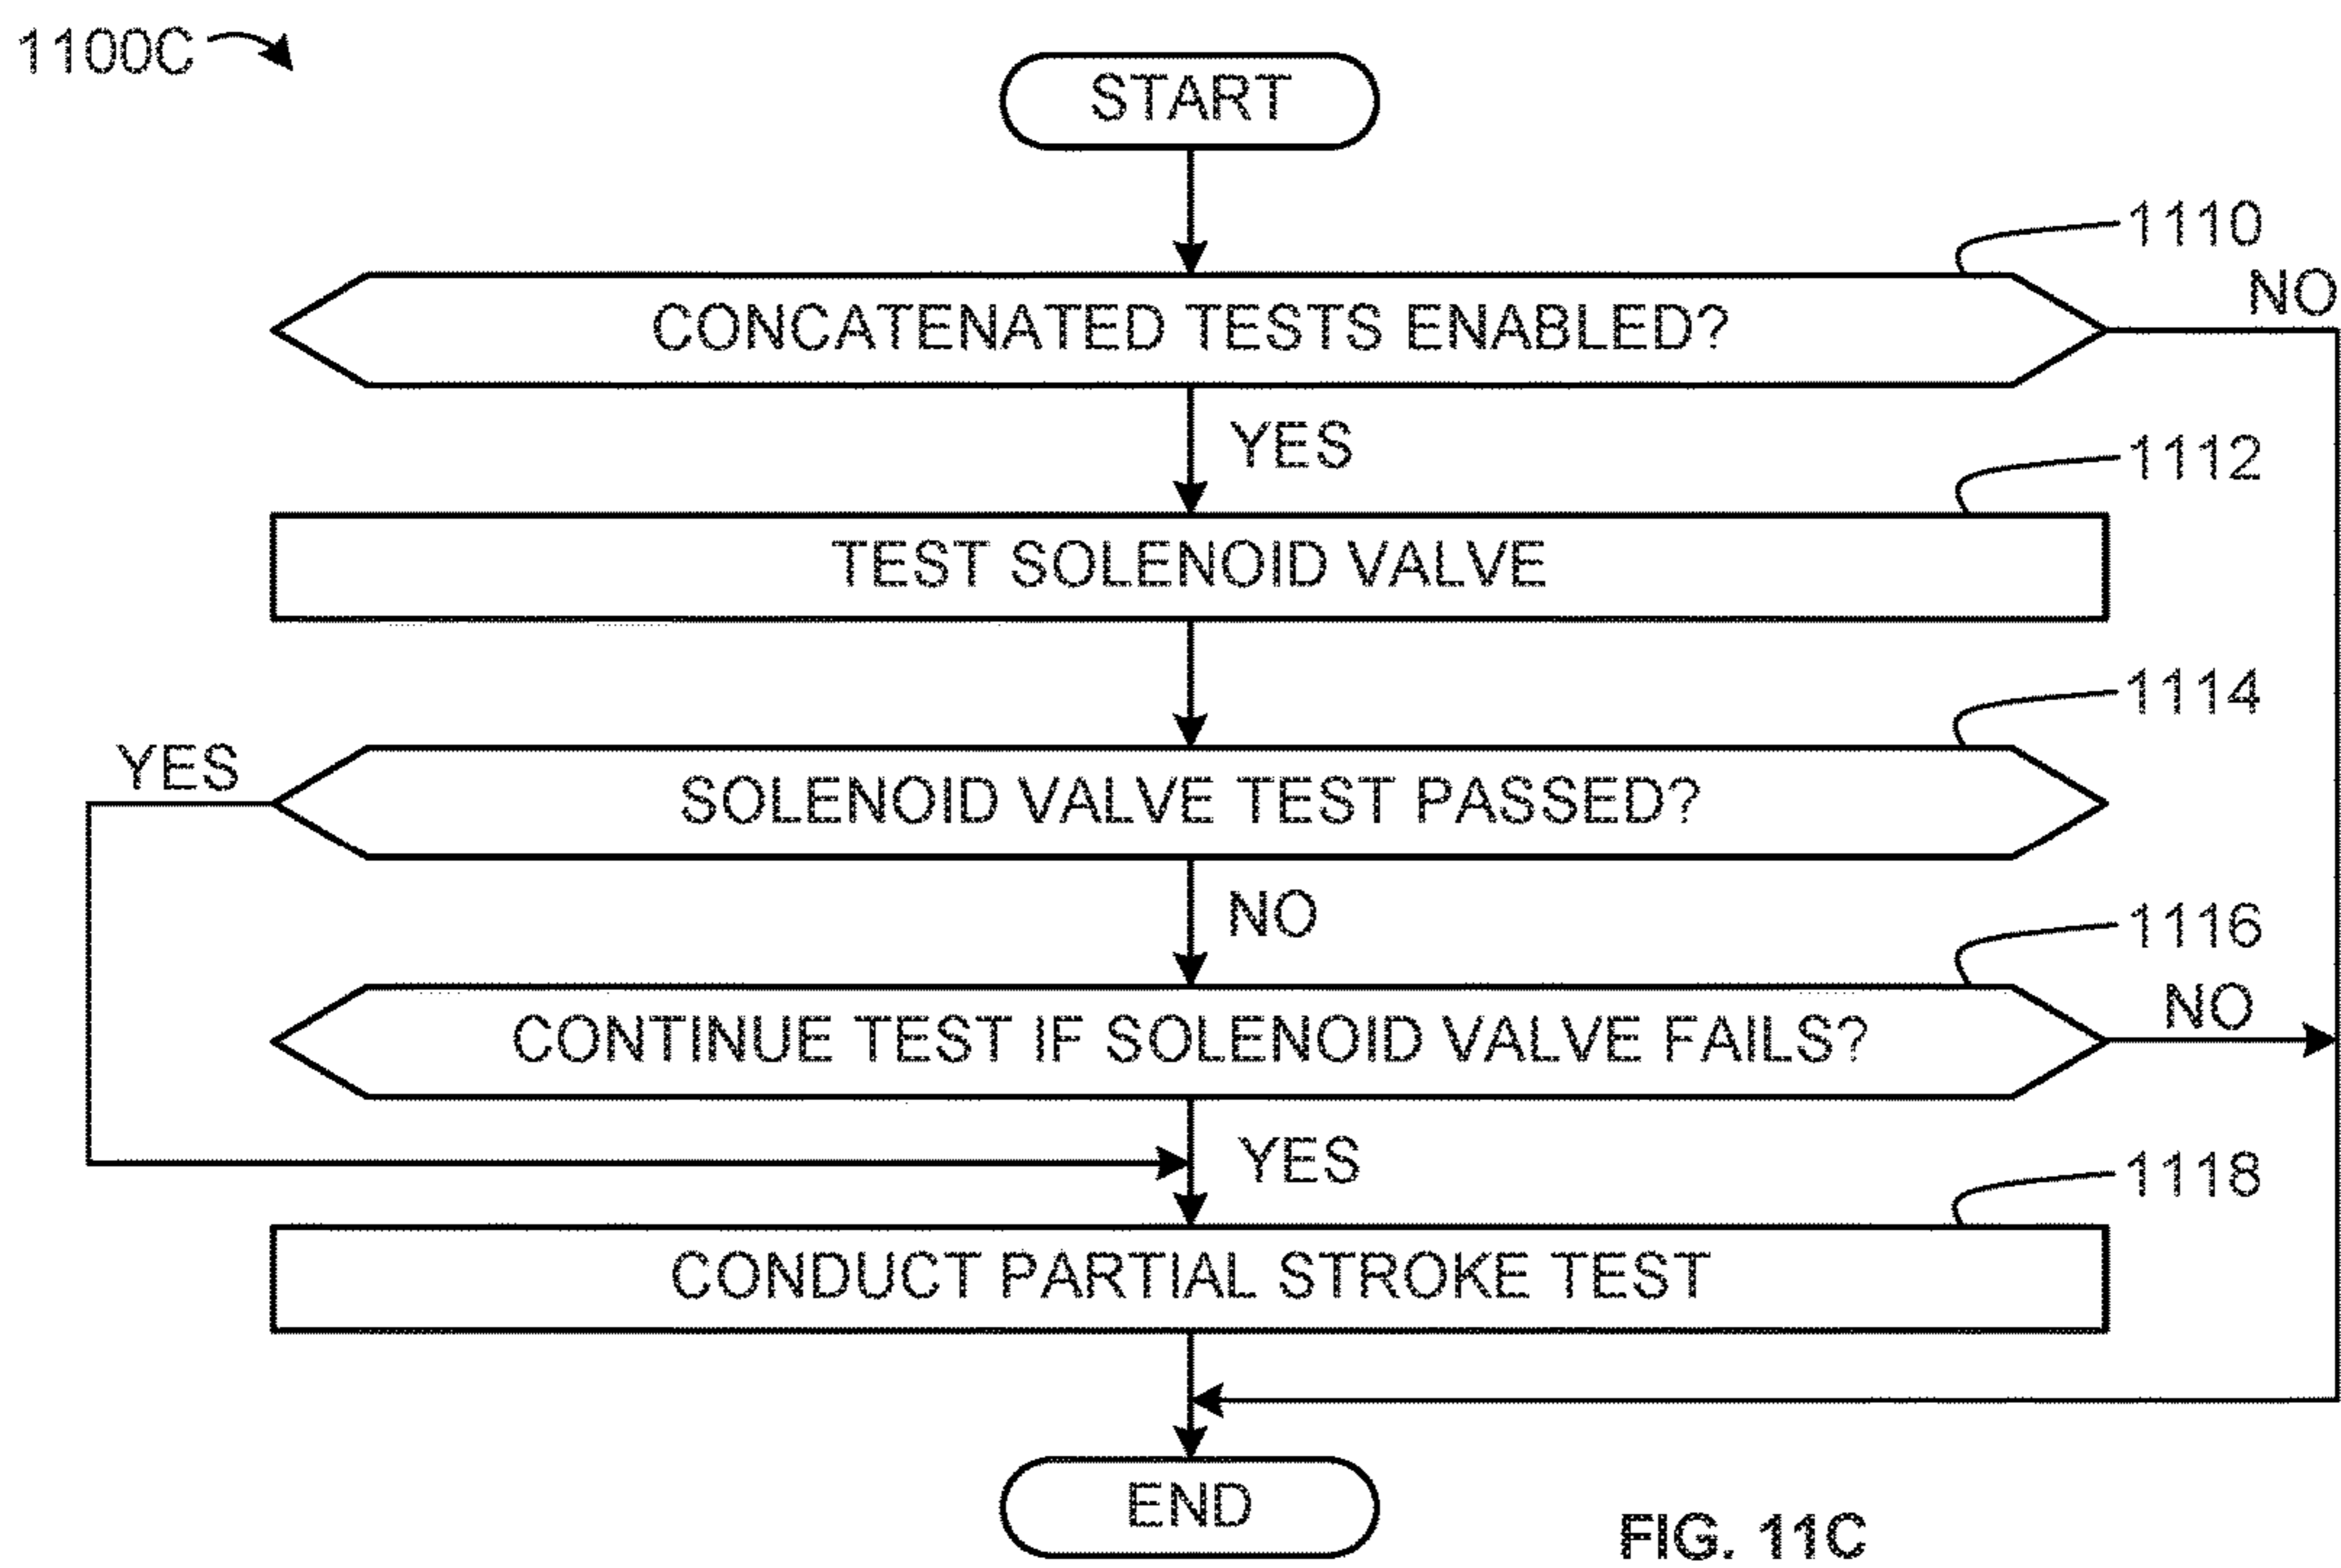 1100C
START
1110
NO
CONCATENATED TESTS ENABLED?
YES
1112
TEST SOLENOID VALVE
1114
YES
SOLENOID VALVE TEST PASSED?
NO
1116
NO
CONTINUE TEST IF SOLENOID VALVE FAILS?
YES
1118
CONDUCT PARTIAL STROKE TEST
END
FIG. 11C